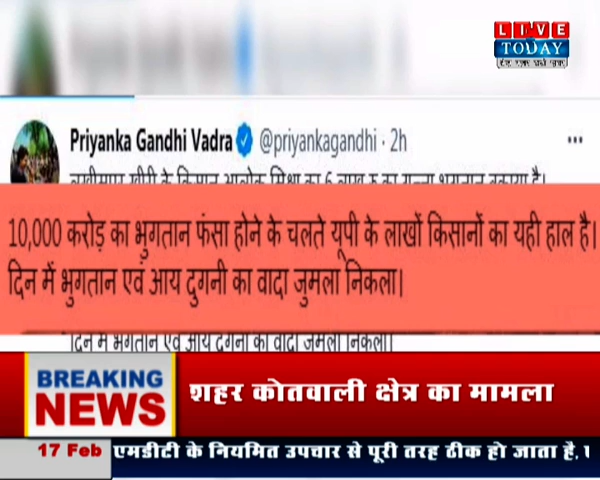 LIVE
TODAY
Priyanka Gandhi Vadra @priyankagandhi · 2h
10,000 करोड़ का भुगतान फंसा होने के चलते यूपी के लाखों किसानों का यही हाल है।
दिन में भुगतान एवं आय दुगनी का वादा जुमला निकला।
दिन में भुगतान एवं आय दुगनी का वादा जुमला निकला।
BREAKING
NEWS
शहर कोतवाली क्षेत्र का मामला
17 Feb
एमडीटी के नियमित उपचार से पूरी तरह ठीक हो जाता है,